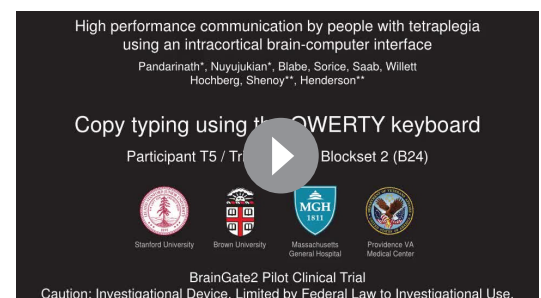 High performance communication by people with tetraplegia
using an intracortical brain-computer interface
Pandarinath*, Nuyujukian*, Blabe, Sorice, Saab, Willett
Hochberg, Shenoy**, Henderson**
Copy typing using QWERTY keyboard
Participant T5 / Blockset 2 (B24)
MGH
1811
Stanford University
Brown University
Massachusetts
General Hospital
Providence VA
Medical Center
BrainGate2 Pilot Clinical Trial
Caution: Investigational Device. Limited by Federal Law to Investigational Use.